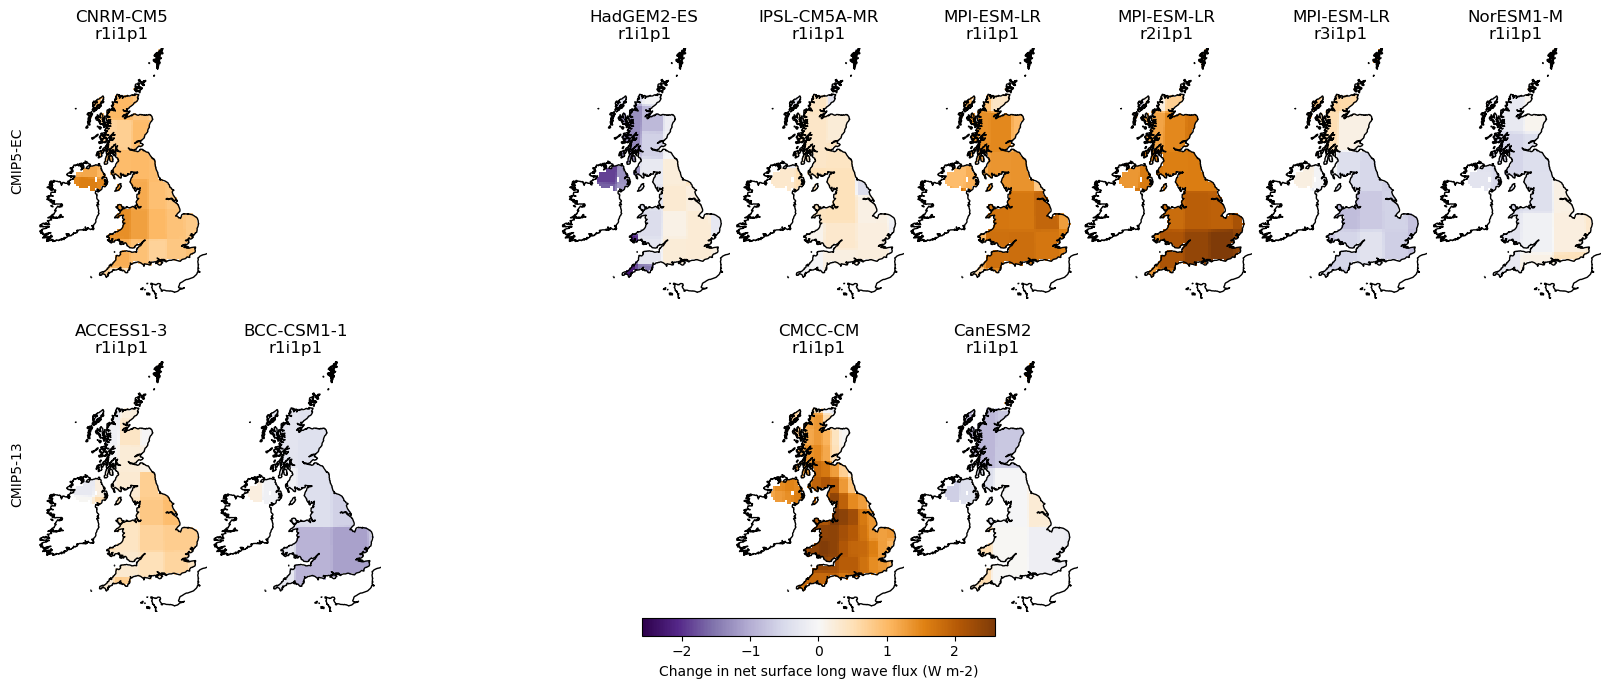 CNRM-CM5
r1i1p1
HadGEM2-ES
r1i1p1
IPSL-CM5A-MR
r1i1p1
MPI-ESM-LR
r1i1p1
MPI-ESM-LR
r2i1p1
MPI-ESM-LR
r3i1p1
NorESM1-M
r1i1p1
CMIP5-EC
ACCESS1-3
r1i1p1
BCC-CSM1-1
r1i1p1
CMCC-CM
r1i1p1
CanESM2
r1i1p1
CMIP5-13
−2 −1 0 1 2
Change in net surface long wave flux (W m-2)